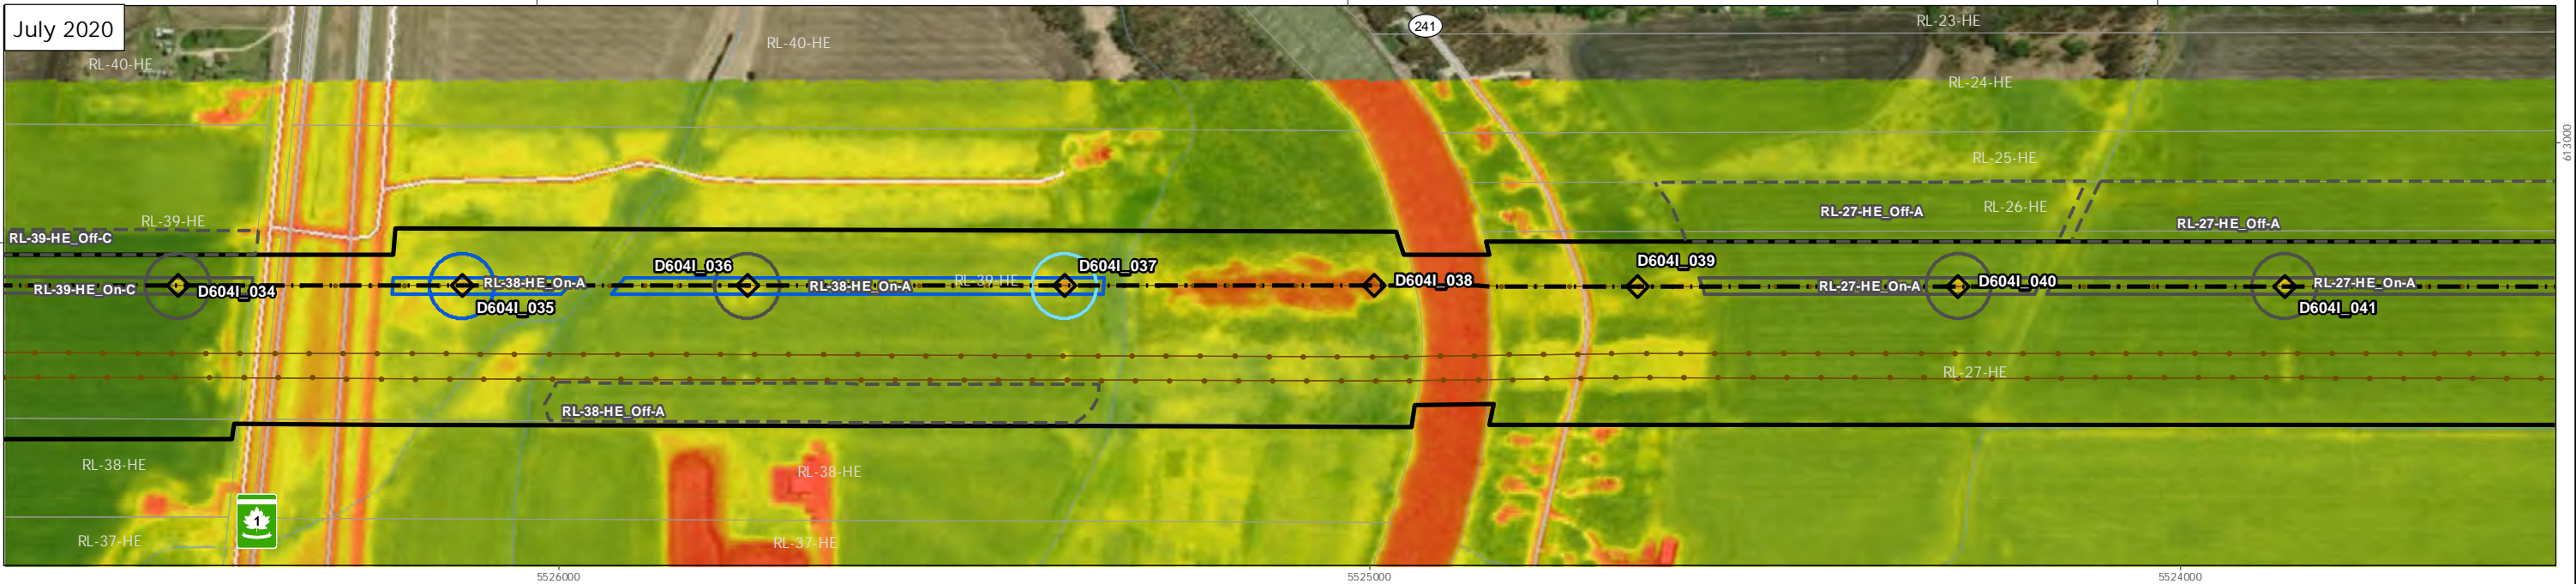 July 2020
241
RL-23-HE
RL-40-HE
RL-40-HE
RL-24-HE
613000
RL-25-HE
RL-39-HE
RL-27-HE_Off-A
RL-26-HE
RL-27-HE_Off-A
RL-39-HE_Off-C
D604I_036
D604I_037
D604I_039
RL-39-HE_On-C
D604I_034
RL-38-HE_On-A
RL-38-HE_On-A
RL-39-HE
D604I_038
RL-27-HE_On-A
D604I_040
RL-27-HE_On-A
D604I_035
D604I_041
RL-27-HE
RL-38-HE_Off-A
RL-38-HE
RL-38-HE
1
RL-37-HE
RL-37-HE
5526000
5525000
5524000